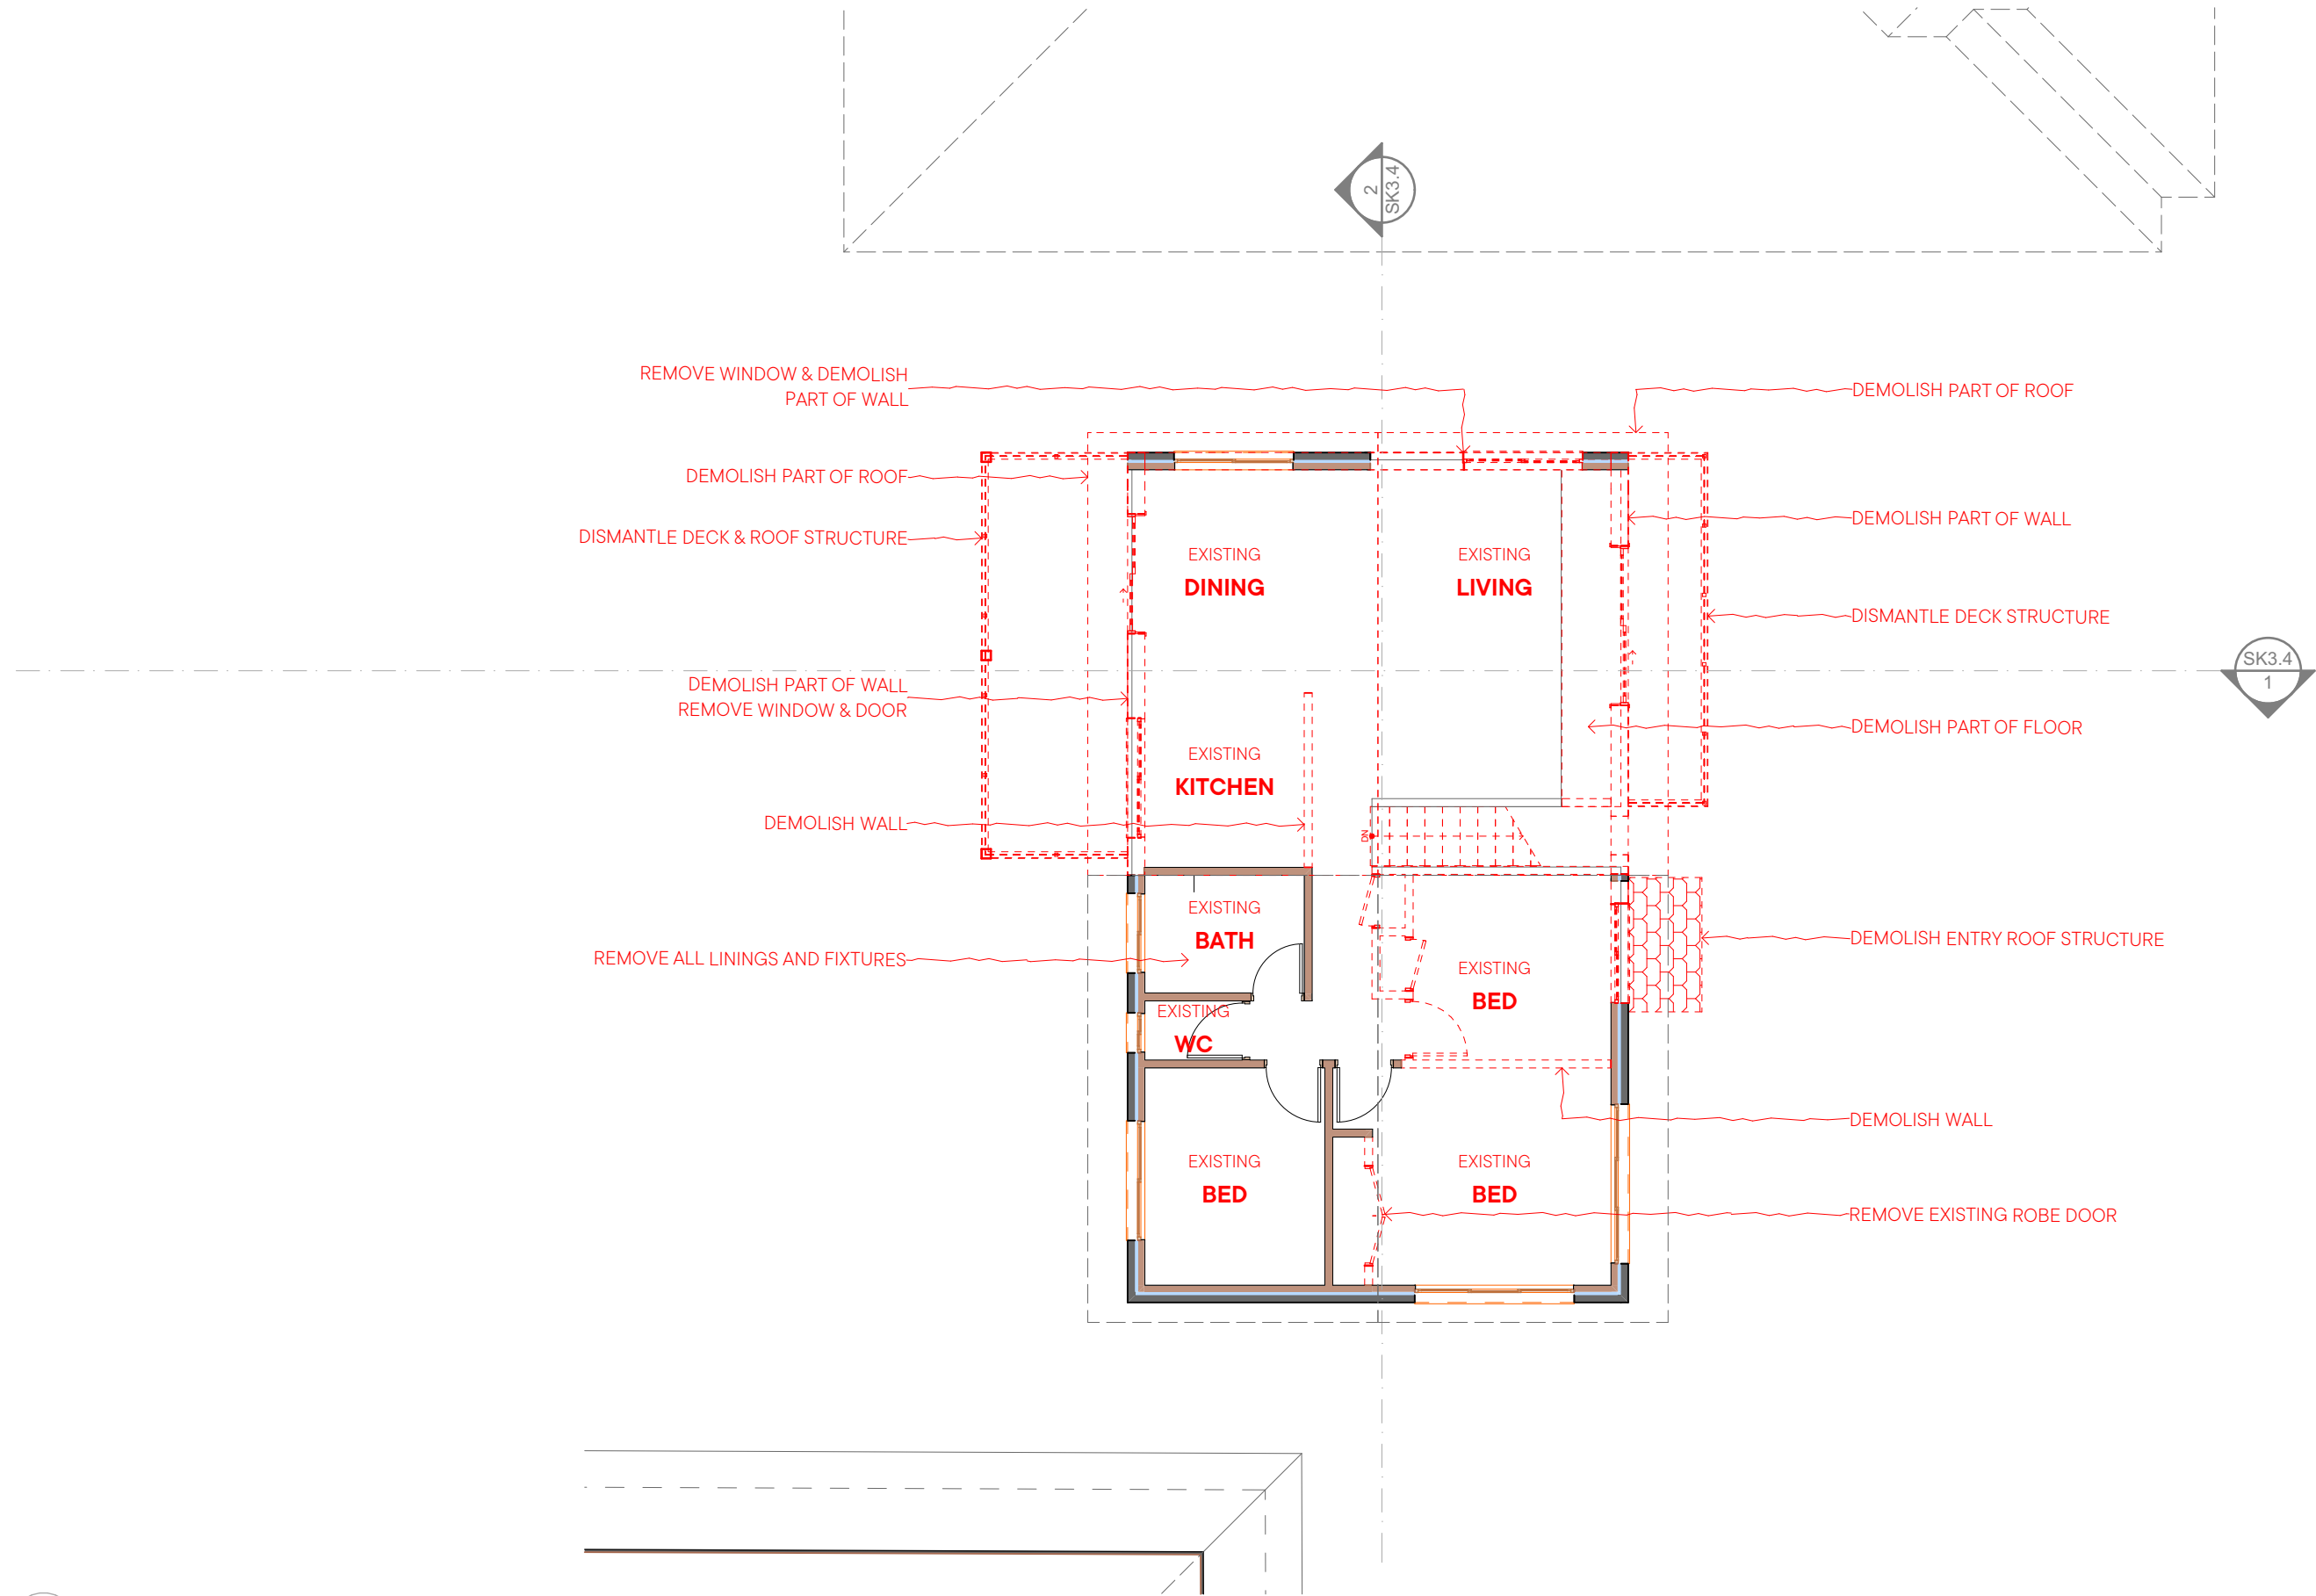 2
SK3.4
REMOVE WINDOW & DEMOLISH
PART OF WALL
DEMOLISH PART OF ROOF
DEMOLISH PART OF ROOF
DISMANTLE DECK & ROOF STRUCTURE
DEMOLISH PART OF WALL
EXISTING
DINING
EXISTING
LIVING
DISMANTLE DECK STRUCTURE
SK3.4
1
DEMOLISH PART OF WALL
REMOVE WINDOW & DOOR
DEMOLISH PART OF FLOOR
EXISTING
KITCHEN
DEMOLISH WALL
DN
EXISTING
BATH
DEMOLISH ENTRY ROOF STRUCTURE
REMOVE ALL LININGS AND FIXTURES
EXISTING
BED
EXISTING
WC
DEMOLISH WALL
EXISTING
BED
EXISTING
BED
REMOVE EXISTING ROBE DOOR